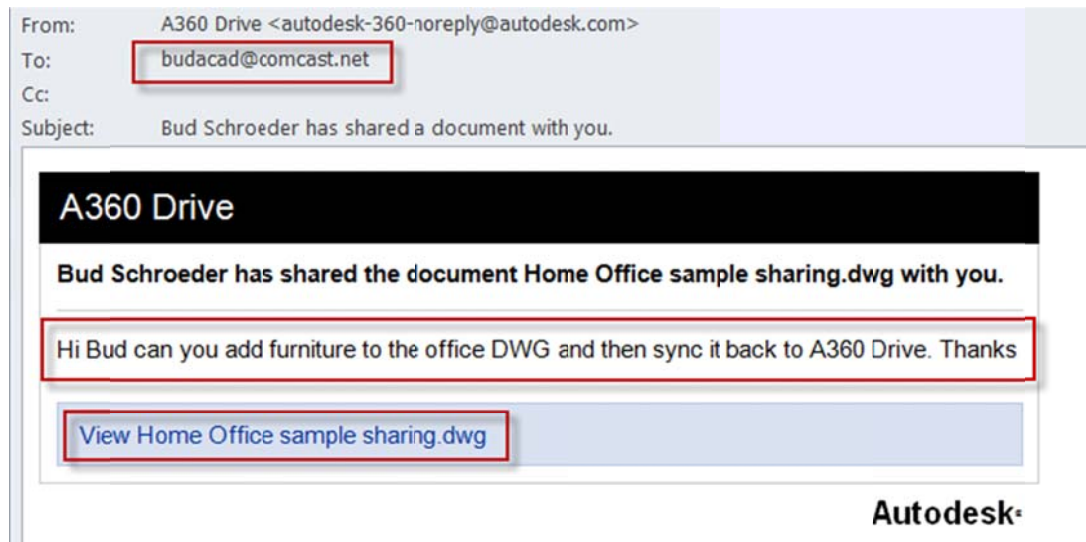 From: A360 Drive <autodesk-360-noreply@autodesk.com>
To: budacad@comcast.net
Cc:
Subject: Bud Schroeder has shared a document with you.
A360 Drive
Bud Schroeder has shared the document Home Office sample sharing.dwg with you.
Hi Bud can you add furniture to the office DWG and then sync it back to A360 Drive. Thanks
View Home Office sample sharing.dwg
Autodesk